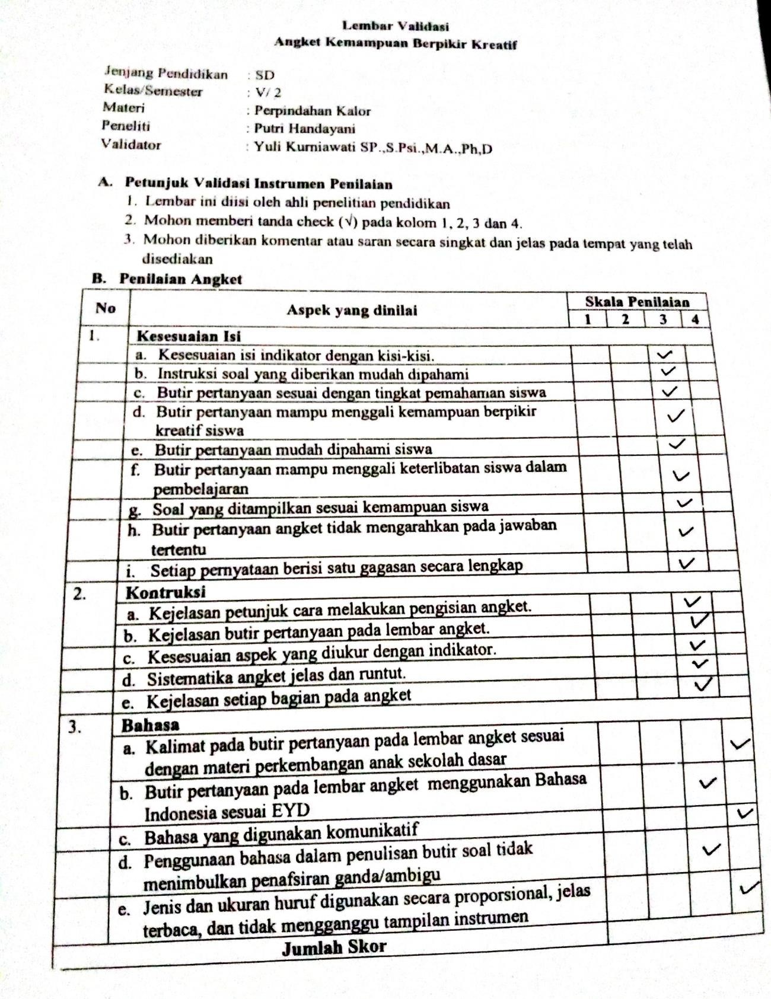 Lembar Validasi
Angket Kemampuan Berpikir Kreatif
Jenjang Pendidikan : SD
Kelas/Semester : V/ 2
Materi : Perpindahan Kalor
Peneliti : Putri Handayani
Validator : Yuli Kurniawati SP.,S.Psi.,M.A.,Ph,D
A. Petunjuk Validasi Instrumen Penilaian
1. Lembar ini diisi oleh ahli penelitian pendidikan
2. Mohon memberi tanda check (√) pada kolom 1, 2, 3 dan 4.
3. Mohon diberikan komentar atau saran secara singkat dan jelas pada tempat yang telah
disediakan
B. Penilaian Angket
No Aspek yang dinilai Skala Penilaian
1 2 3 4
1. Kesesuaian Isi
a. Kesesuaian isi indikator dengan kisi-kisi. ✓
b. Instruksi soal yang diberikan mudah dipahami ✓
c. Butir pertanyaan sesuai dengan tingkat pemahaman siswa ✓
d. Butir pertanyaan mampu menggali kemampuan berpikir ✓
kreatif siswa
e. Butir pertanyaan mudah dipahami siswa ✓
f. Butir pertanyaan mampu menggali keterlibatan siswa dalam ✓
pembelajaran
g. Soal yang ditampilkan sesuai kemampuan siswa ✓
h. Butir pertanyaan angket tidak mengarahkan pada jawaban ✓
tertentu
i. Setiap pernyataan berisi satu gagasan secara lengkap ✓
2. Kontruksi
a. Kejelasan petunjuk cara melakukan pengisian angket. ✓
b. Kejelasan butir pertanyaan pada lembar angket. ✓
c. Kesesuaian aspek yang diukur dengan indikator. ✓
d. Sistematika angket jelas dan runtut. ✓
e. Kejelasan setiap bagian pada angket ✓
3. Bahasa
a. Kalimat pada butir pertanyaan pada lembar angket sesuai ✓
dengan materi perkembangan anak sekolah dasar
b. Butir pertanyaan pada lembar angket menggunakan Bahasa ✓
Indonesia sesuai EYD
c. Bahasa yang digunakan komunikatif ✓
d. Penggunaan bahasa dalam penulisan butir soal tidak ✓
menimbulkan penafsiran ganda/ambigu
e. Jenis dan ukuran huruf digunakan secara proporsional, jelas ✓
terbaca, dan tidak mengganggu tampilan instrumen
Jumlah Skor